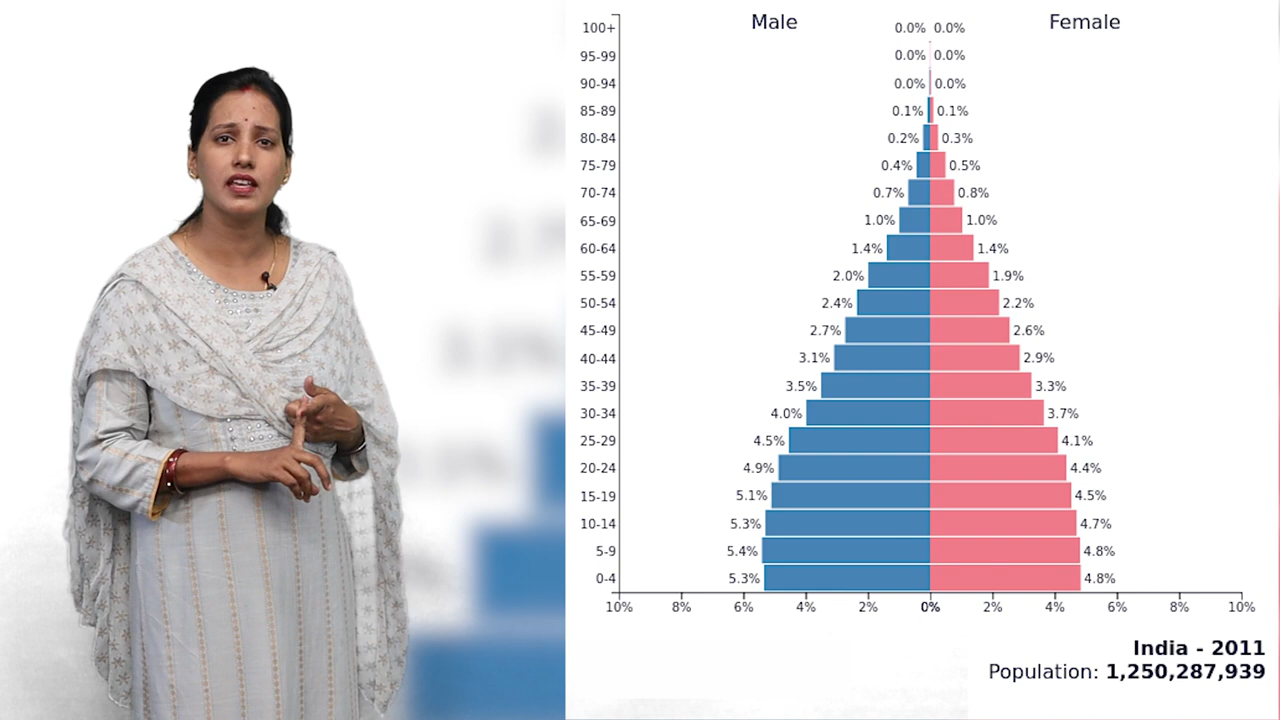 Male Female
100+ 0.0% 0.0%
95-99 0.0% 0.0%
90-94 0.0% 0.0%
85-89 0.1% 0.1%
80-84 0.2% 0.3%
75-79 0.4% 0.5%
70-74 0.7% 0.8%
65-69 1.0% 1.0%
60-64 1.4% 1.4%
55-59 2.0% 1.9%
50-54 2.4% 2.2%
45-49 2.7% 2.6%
40-44 3.1% 2.9%
35-39 3.5% 3.3%
30-34 4.0% 3.7%
25-29 4.5% 4.1%
20-24 4.9% 4.4%
15-19 5.1% 4.5%
10-14 5.3% 4.7%
5-9 5.4% 4.8%
0-4 5.3% 4.8%
10% 8% 6% 4% 2% 0% 2% 4% 6% 8% 10%
India - 2011
Population: 1,250,287,939